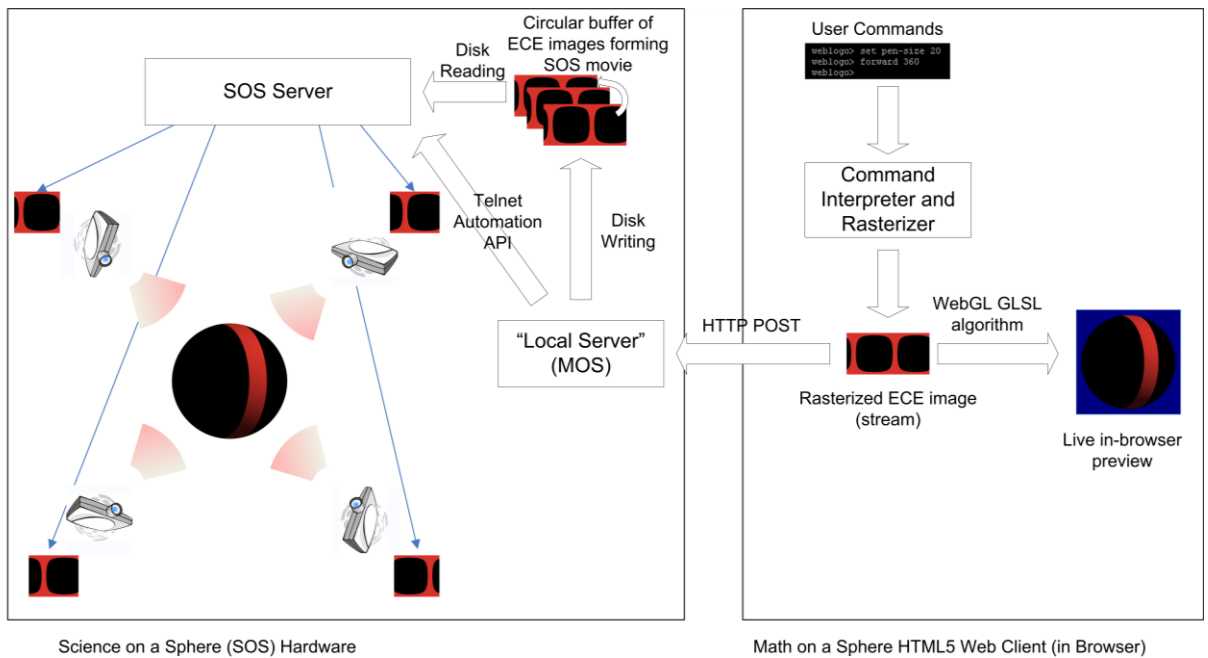 Circular buffer of
ECE images forming
SOS movie
Disk
Reading
SOS Server
Telnet
Automation
API
Disk
Writing
"Local Server"
(MOS)
Science on a Sphere (SOS) Hardware
User Commands
weblogo> set pen-size 20
weblogo> forward 360
weblogo>
Command
Interpreter and
Rasterizer
HTTP POST
WebGL GLSL
algorithm
Rasterized ECE image
(stream)
Live in-browser
preview
Math on a Sphere HTML5 Web Client (in Browser)